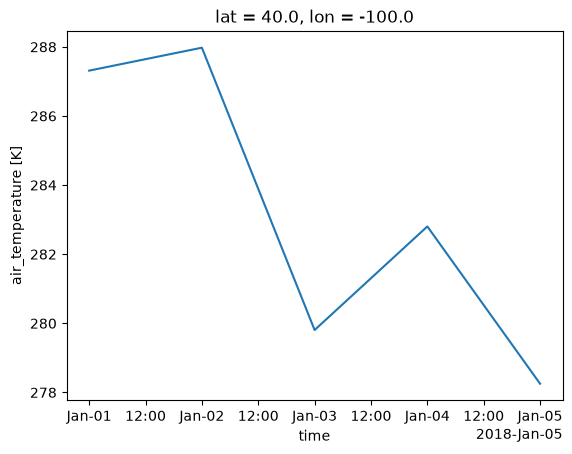 lat = 40.0, lon = -100.0
air_temperature [K]
288
286
284
282
280
278
Jan-01 12:00 Jan-02 12:00 Jan-03 12:00 Jan-04 12:00 Jan-05
time
2018-Jan-05